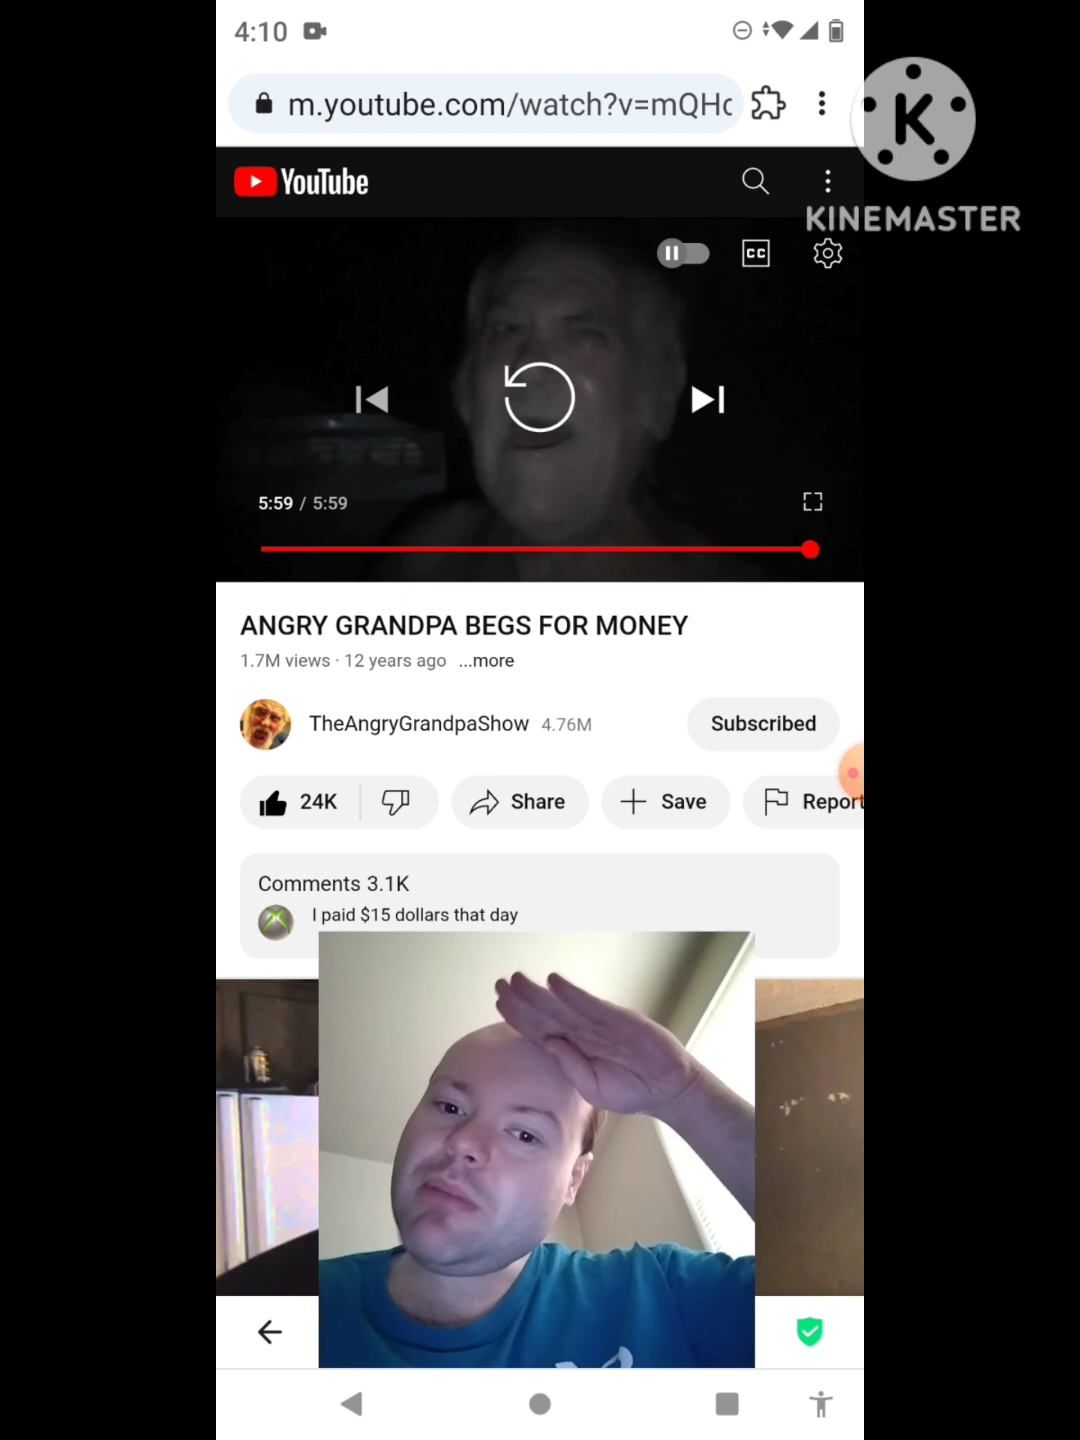 4:10
m.youtube.com/watch?v=mQHc
K
KINEMASTER
YouTube
CC
5:59 / 5:59
ANGRY GRANDPA BEGS FOR MONEY
1.7M views · 12 years ago ...more
TheAngryGrandpaShow 4.76M
Subscribed
24K
Share
Save
Report
Comments 3.1K
I paid $15 dollars that day